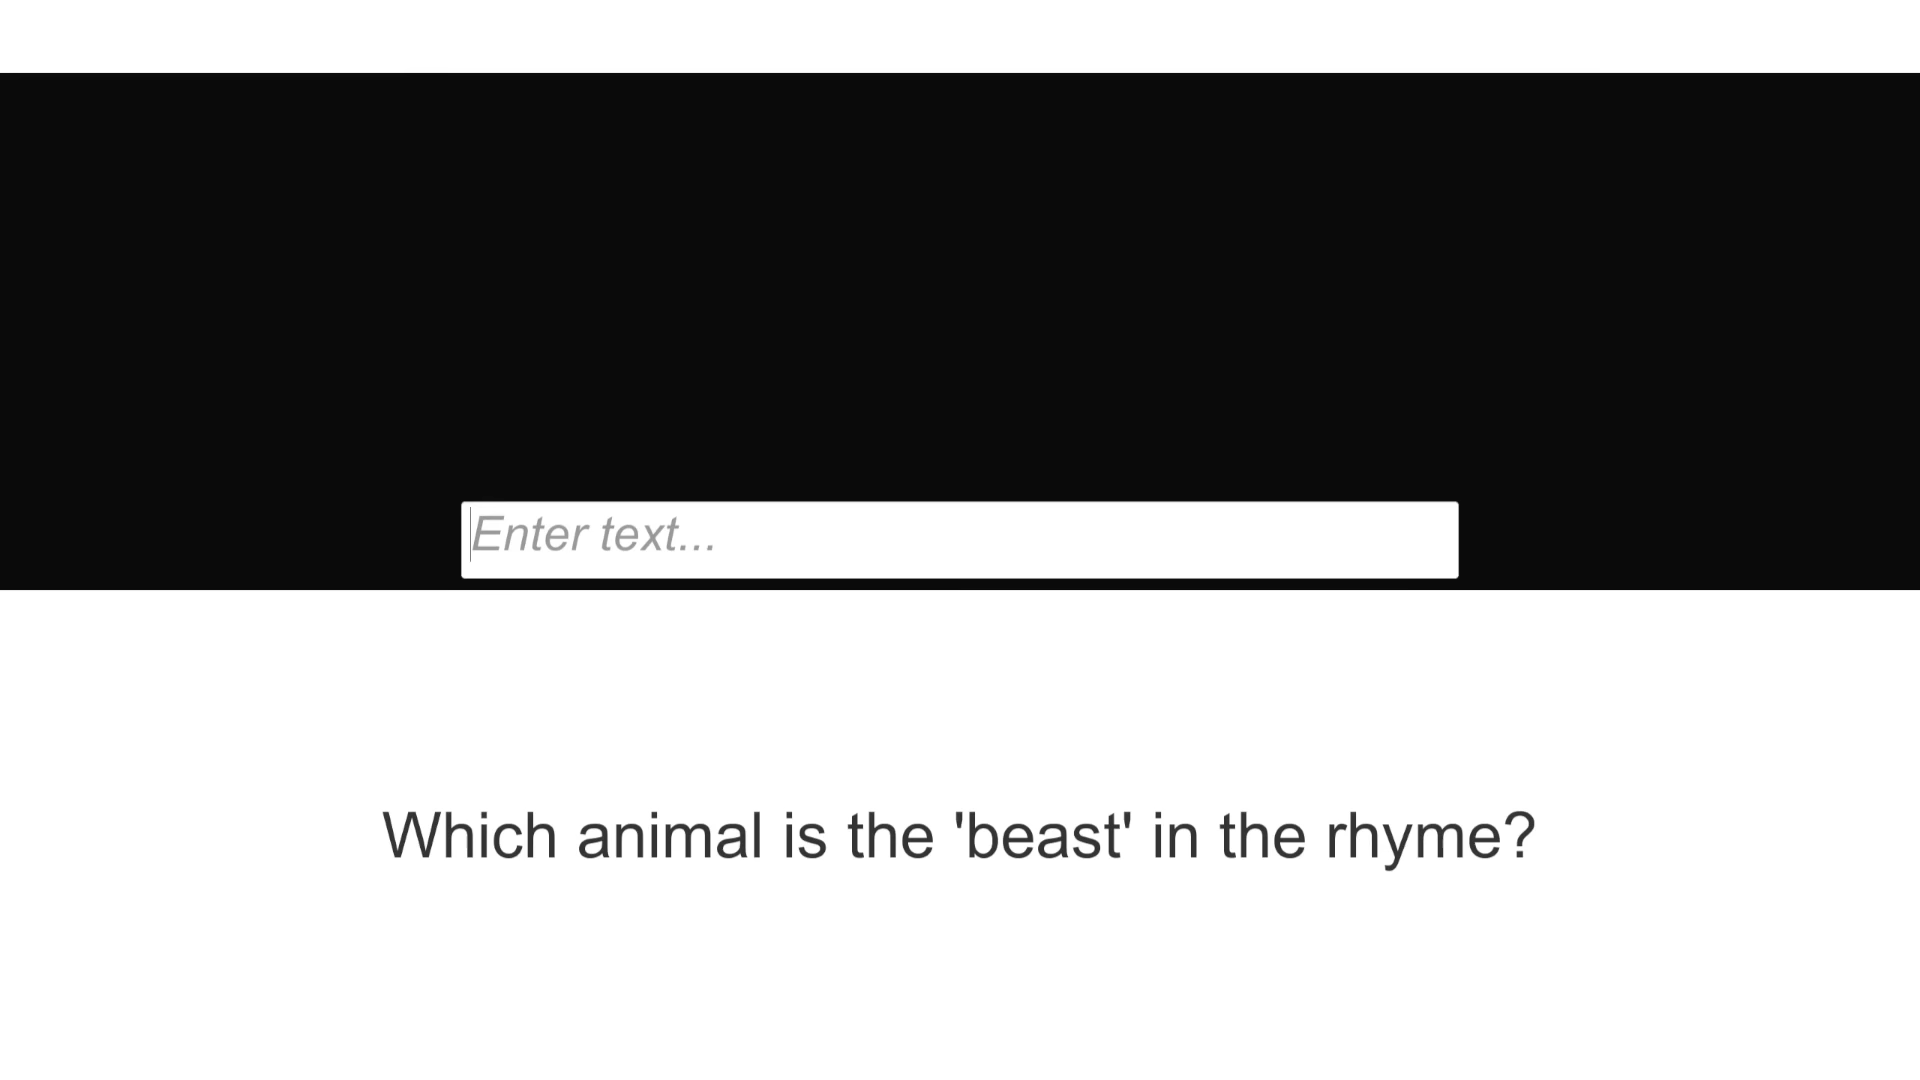 Enter text...
Which animal is the 'beast' in the rhyme?